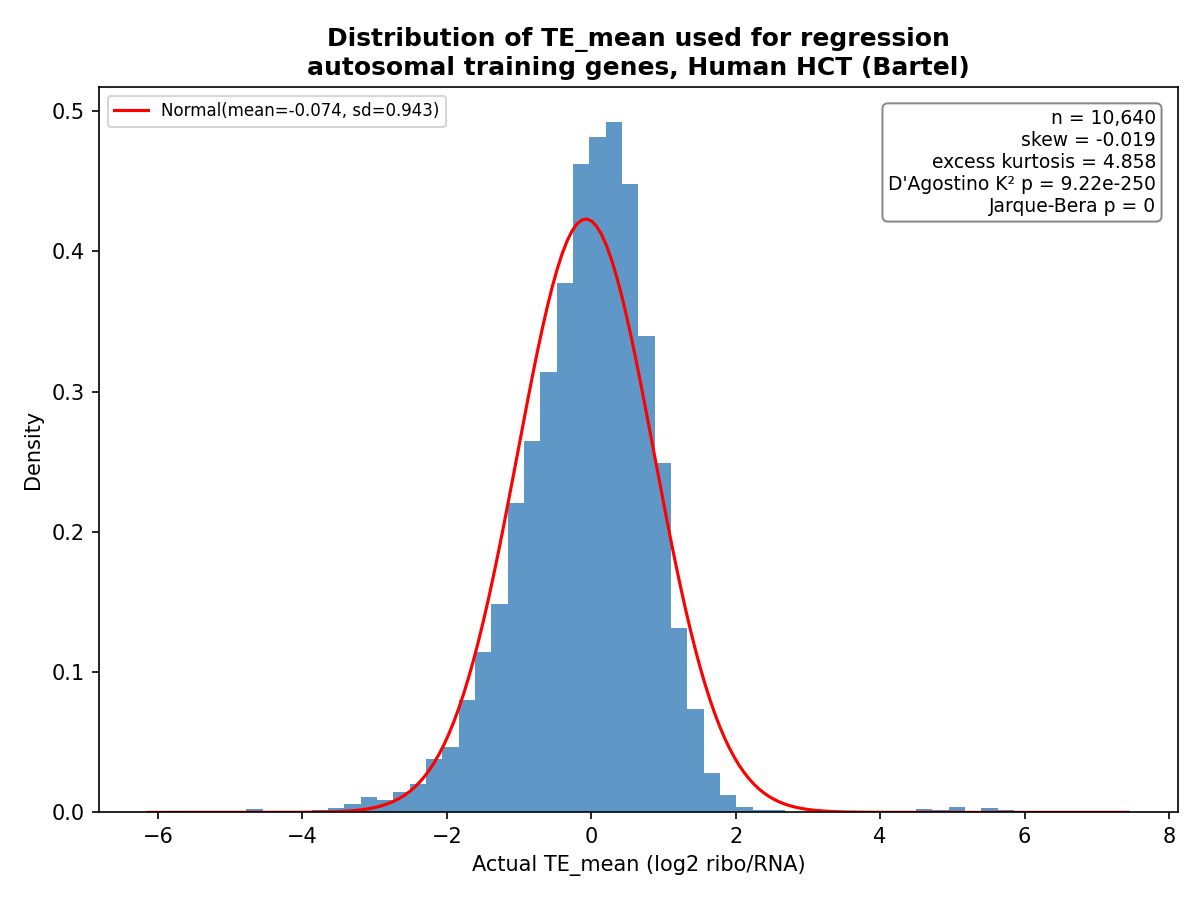 Distribution of TE_mean used for regression
autosomal training genes, Human HCT (Bartel)
Normal(mean=-0.074, sd=0.943)
n = 10,640
skew = -0.019
excess kurtosis = 4.858
D'Agostino K² p = 9.22e-250
Jarque-Bera p = 0
Density
0.5
0.4
0.3
0.2
0.1
0.0
−6 −4 −2 0 2 4 6 8
Actual TE_mean (log2 ribo/RNA)